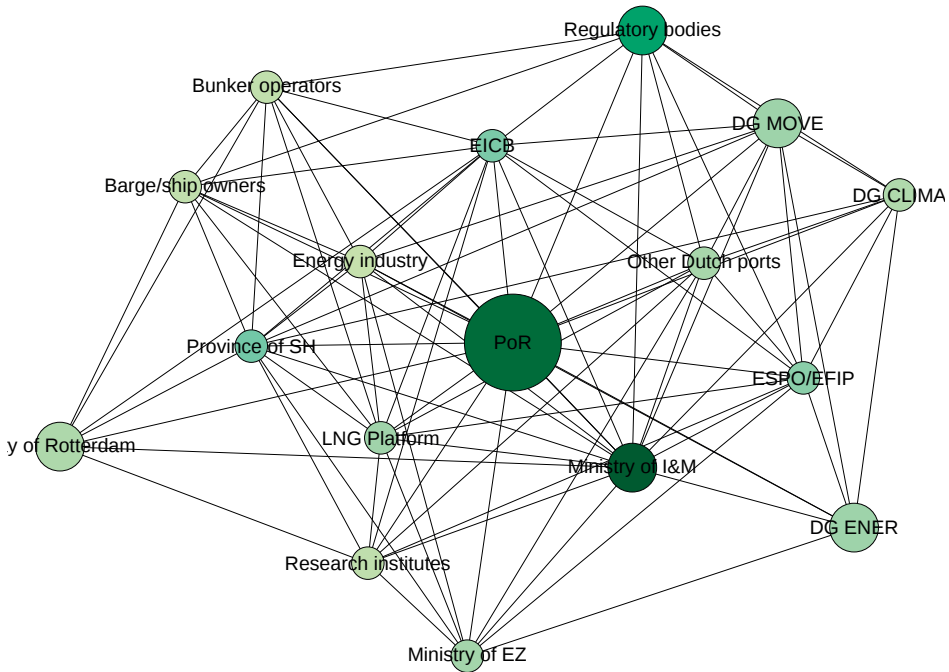 Regulatory bodies
Bunker operators
DG MOVE
EICB
Barge/ship owners
DG CLIMA
Energy industry
Other Dutch ports
PoR
Province of SH
ESPO/EFIP
LNG Platform
y of Rotterdam
Ministry of I&M
DG ENER
Research institutes
Ministry of EZ